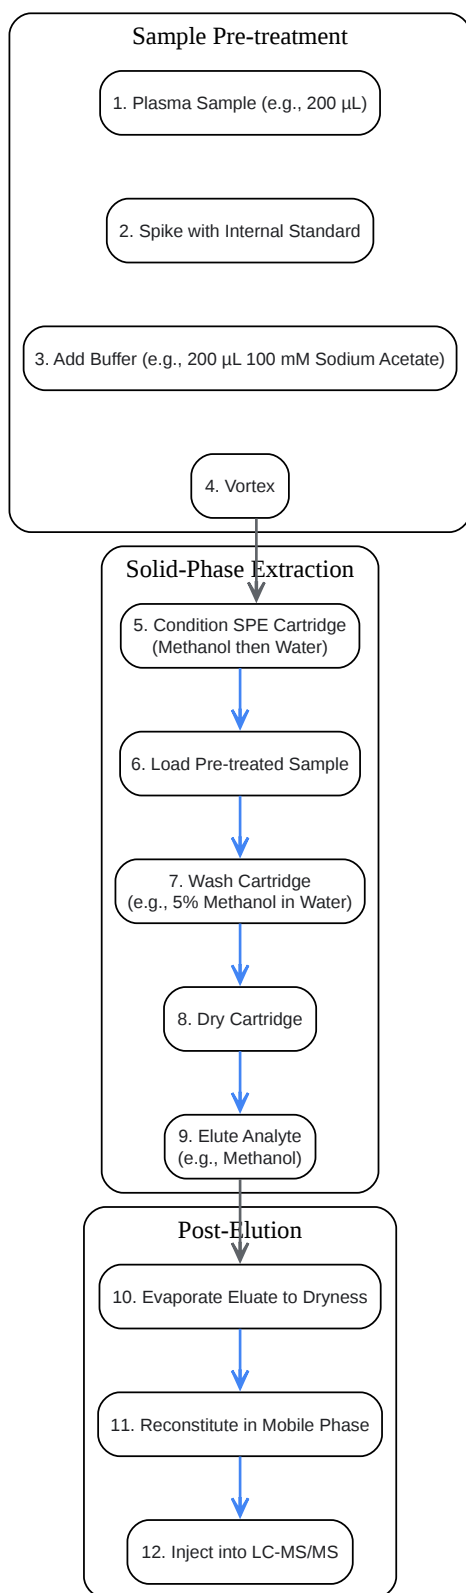 Sample Pre-treatment
1. Plasma Sample (e.g., 200 µL)
2. Spike with Internal Standard
3. Add Buffer (e.g., 200 µL 100 mM Sodium Acetate)
4. Vortex
Solid-Phase Extraction
5. Condition SPE Cartridge
(Methanol then Water)
6. Load Pre-treated Sample
7. Wash Cartridge
(e.g., 5% Methanol in Water)
8. Dry Cartridge
9. Elute Analyte
(e.g., Methanol)
Post-Elution
10. Evaporate Eluate to Dryness
11. Reconstitute in Mobile Phase
12. Inject into LC-MS/MS